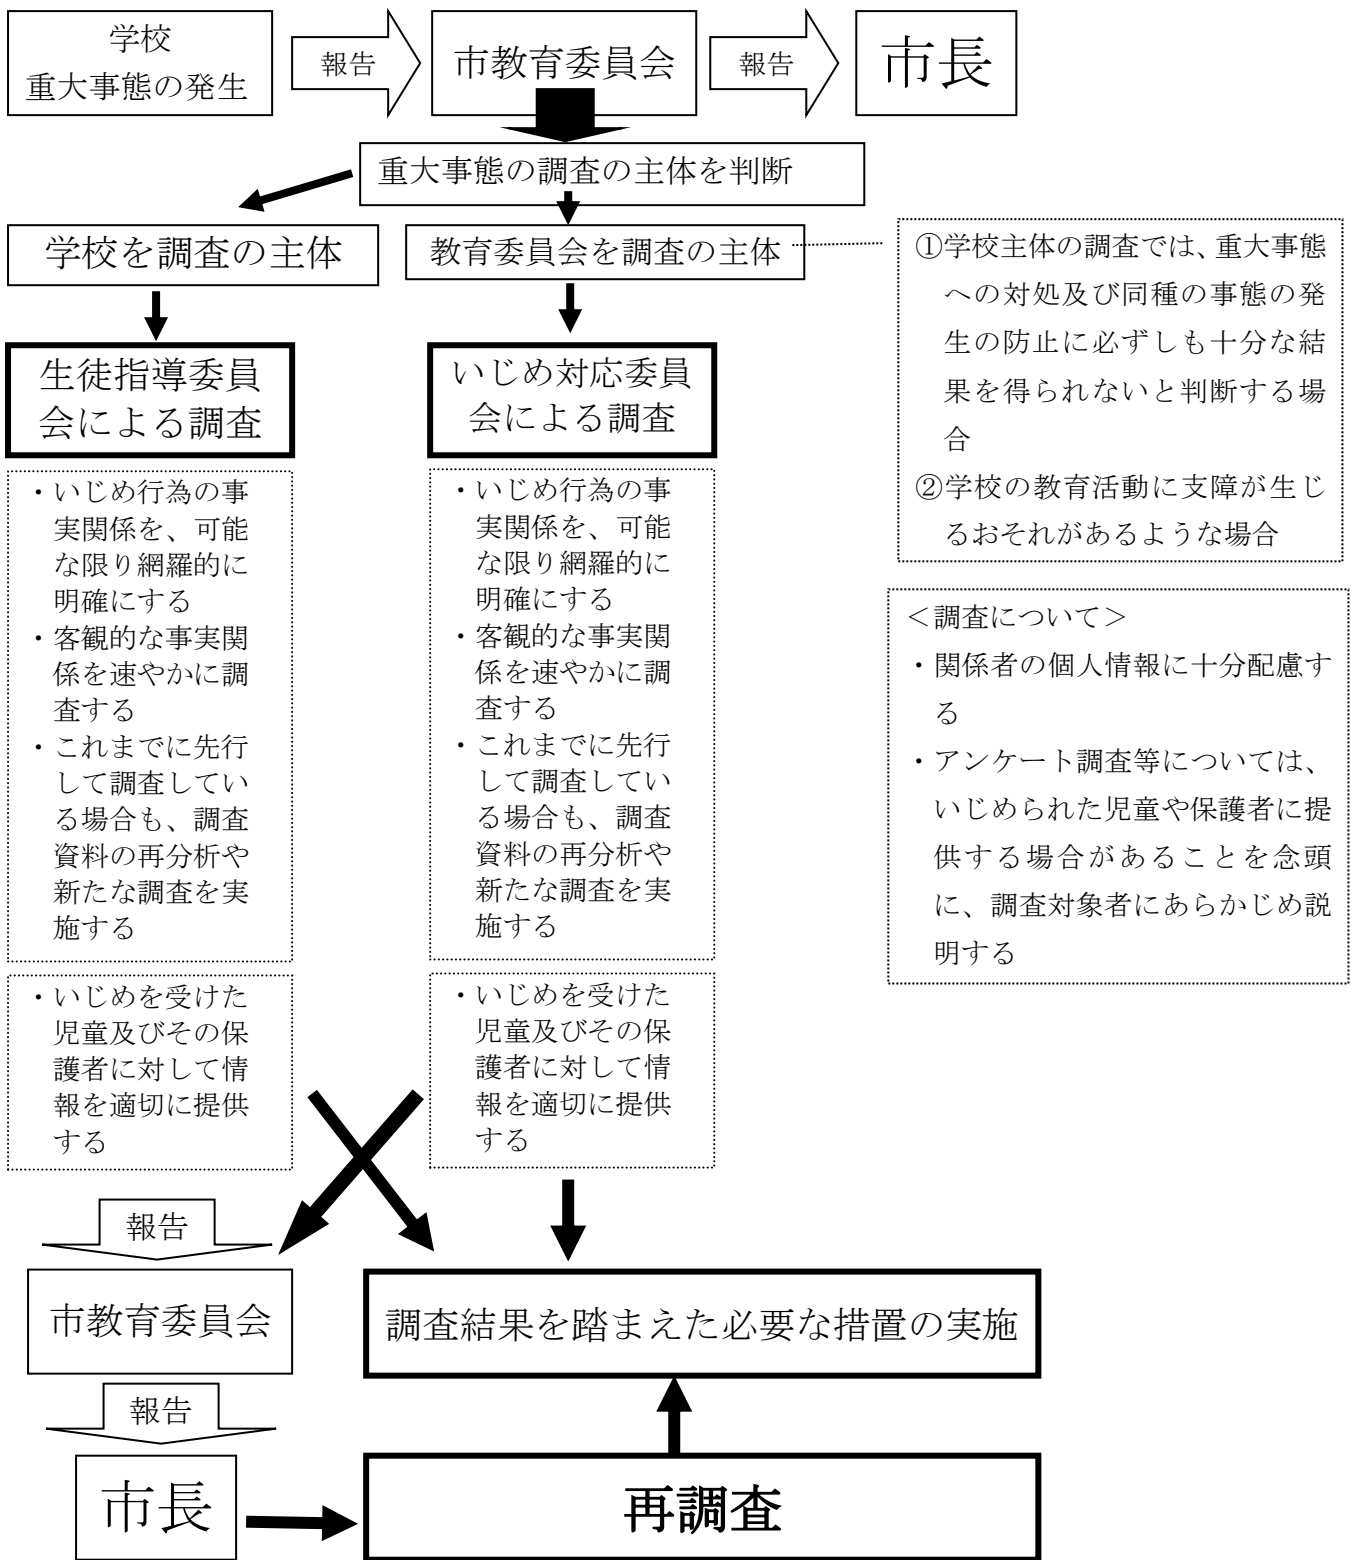 学校
重大事態の発生
報告
市教育委員会
報告
市長
重大事態の調査の主体を判断
学校を調査の主体
教育委員会を調査の主体
①学校主体の調査では、重大事態
への対処及び同種の事態の発
生の防止に必ずしも十分な結
果を得られないと判断する場
合
②学校の教育活動に支障が生じ
るおそれがあるような場合
生徒指導委員
会による調査
いじめ対応委員
会による調査
・いじめ行為の事
実関係を、可能
な限り網羅的に
明確にする
・客観的な事実関
係を速やかに調
査する
・これまでに先行
して調査してい
る場合も、調査
資料の再分析や
新たな調査を実
施する
・いじめ行為の事
実関係を、可能
な限り網羅的に
明確にする
・客観的な事実関
係を速やかに調
査する
・これまでに先行
して調査してい
る場合も、調査
資料の再分析や
新たな調査を実
施する
<調査について>
・関係者の個人情報に十分配慮す
る
・アンケート調査等については、
いじめられた児童や保護者に提
供する場合があることを念頭
に、調査対象者にあらかじめ説
明する
・いじめを受けた
児童及びその保
護者に対して情
報を適切に提供
する
・いじめを受けた
児童及びその保
護者に対して情
報を適切に提供
する
報告
市教育委員会
調査結果を踏まえた必要な措置の実施
報告
市長
再調査